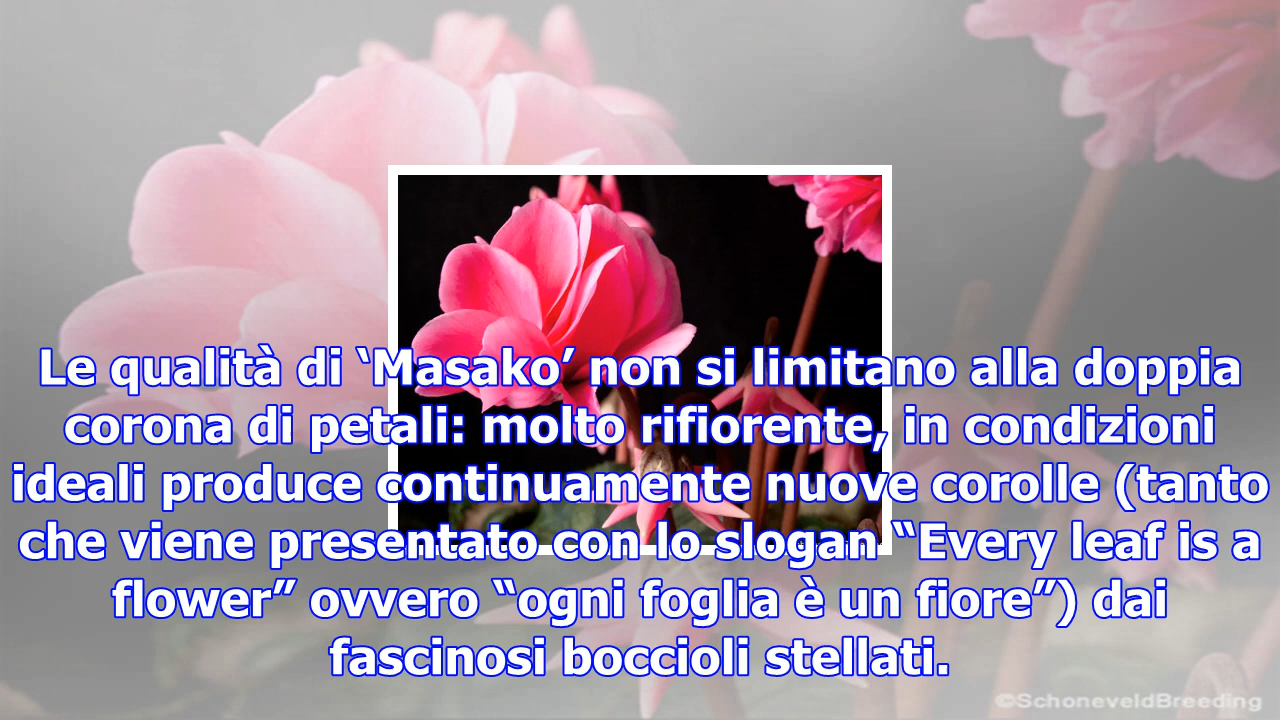 Le qualità di ‘Masako’ non si limitano alla doppia
corona di petali: molto rifiorente, in condizioni
ideali produce continuamente nuove corolle (tanto
che viene presentato con lo slogan “Every leaf is a
flower” ovvero “ogni foglia è un fiore”) dai
fascinosi boccioli stellati.
©SchoneveldBreeding